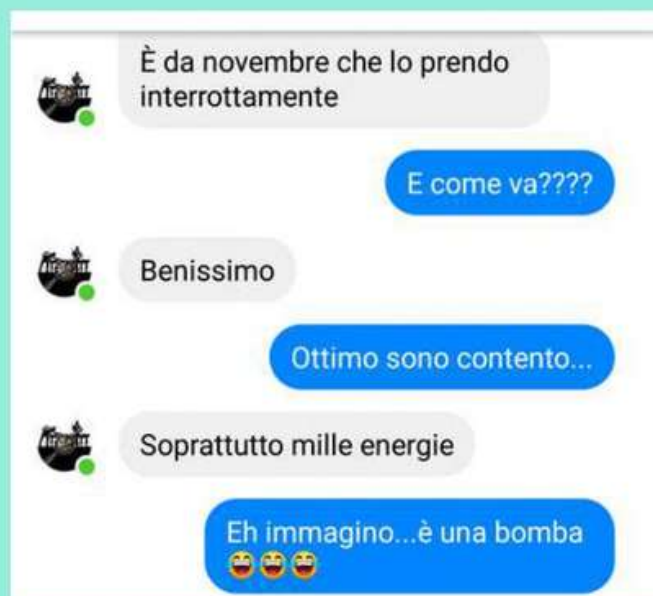 È da novembre che lo prendo
interrottamente
E come va????
Benissimo
Ottimo sono contento...
Soprattutto mille energie
Eh immagino...è una bomba
😂😂😂